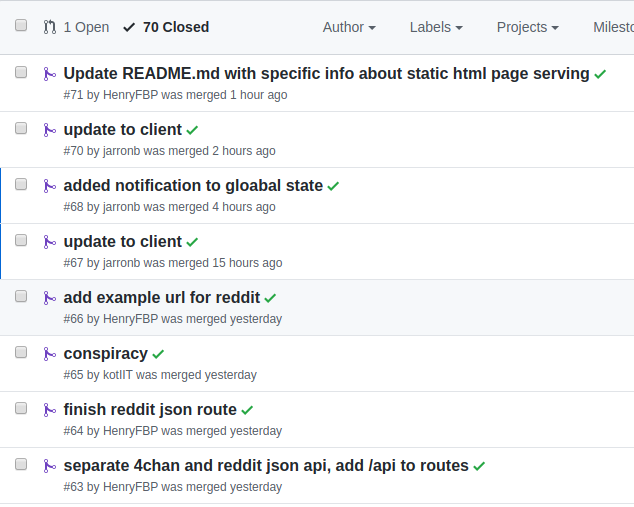 1 Open 70 Closed Author Labels Projects Milesto
Update README.md with specific info about static html page serving
#71 by HenryFBP was merged 1 hour ago
update to client
#70 by jarronb was merged 2 hours ago
added notification to gloabal state
#68 by jarronb was merged 4 hours ago
update to client
#67 by jarronb was merged 15 hours ago
add example url for reddit
#66 by HenryFBP was merged yesterday
conspiracy
#65 by kotIIT was merged yesterday
finish reddit json route
#64 by HenryFBP was merged yesterday
separate 4chan and reddit json api, add /api to routes
#63 by HenryFBP was merged yesterday